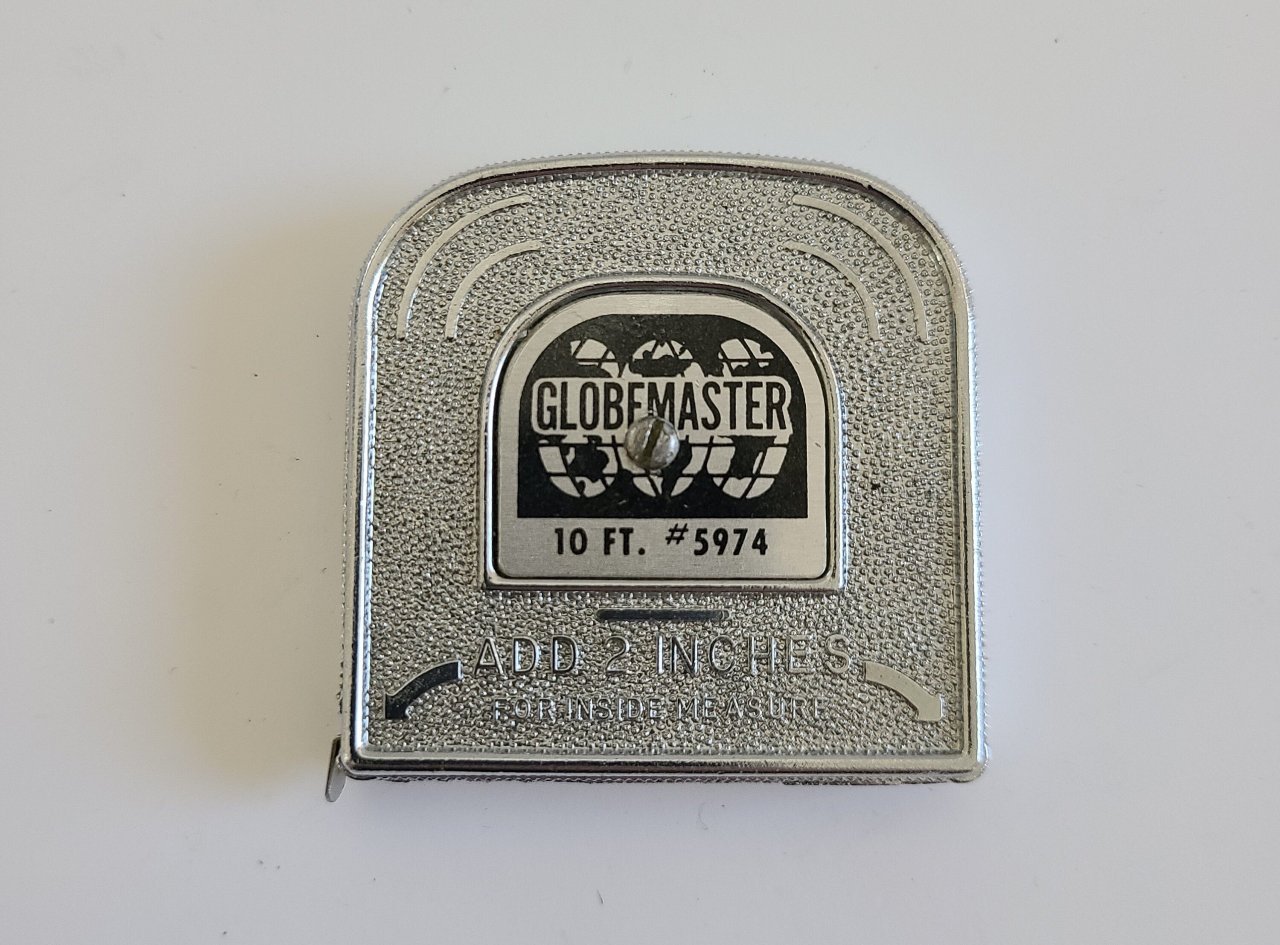 GLOBEMASTER
10 FT. #5974
ADD 2 INCHES
FOR INSIDE MEASURE